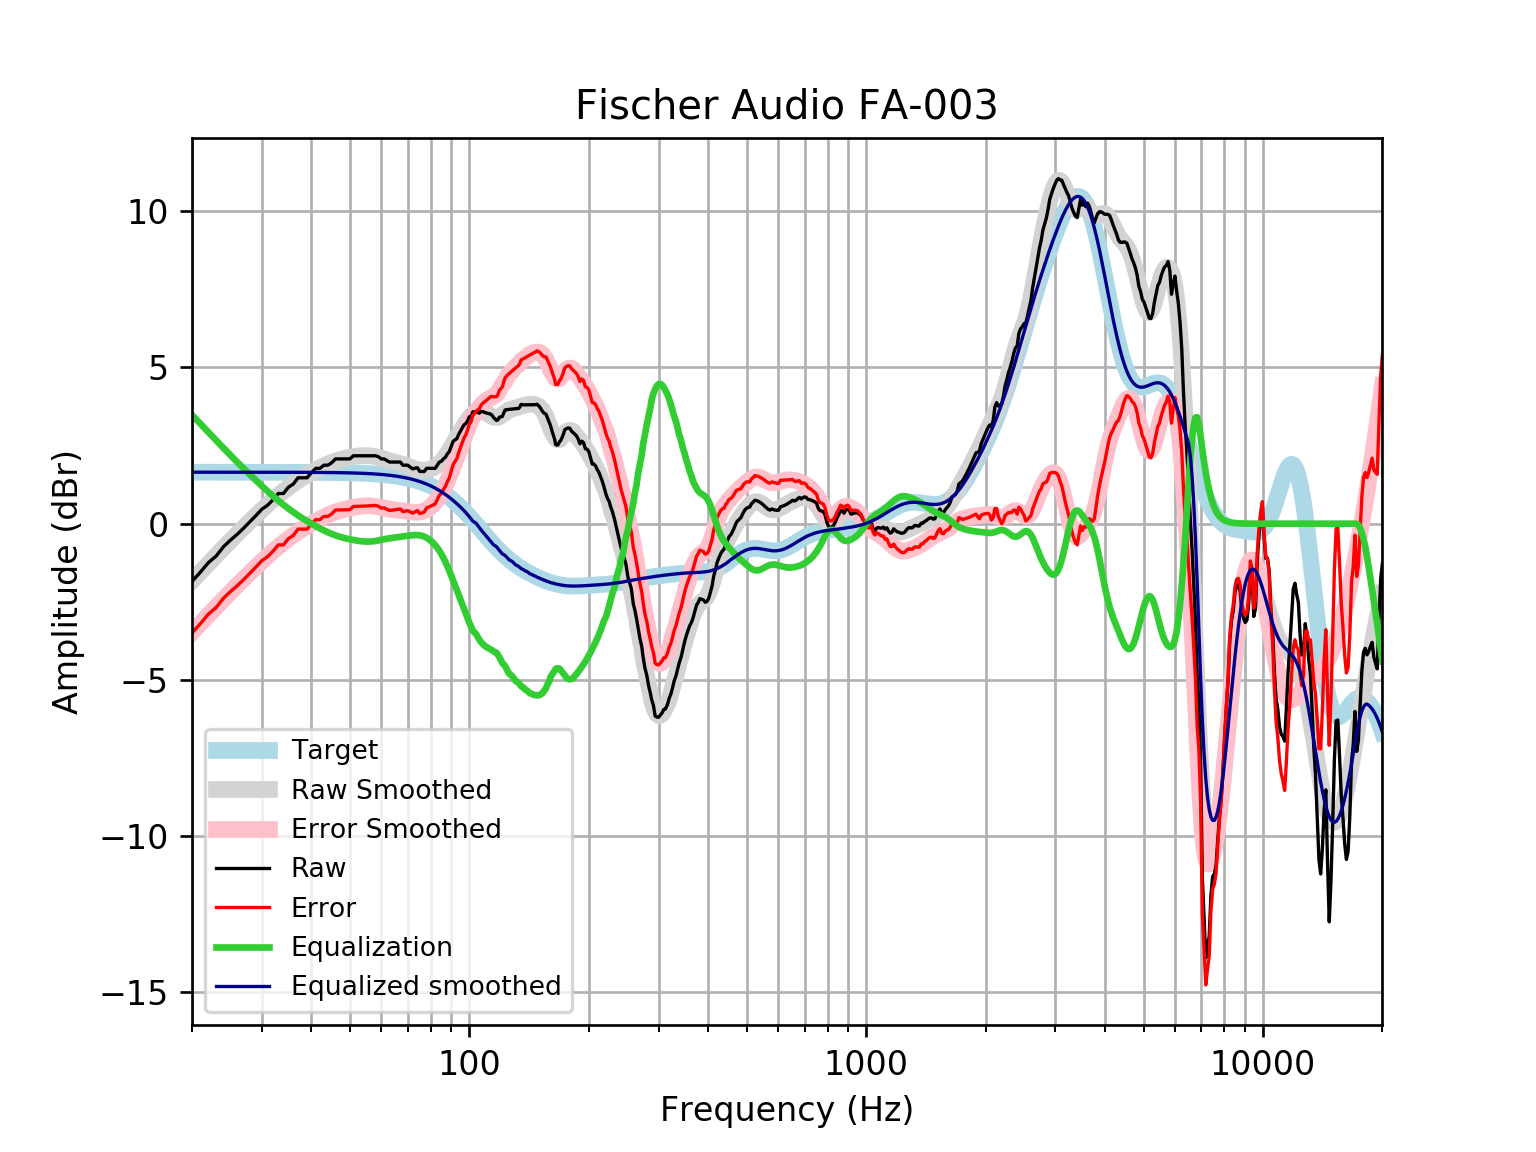 Fischer Audio FA-003
Amplitude (dBr)
10
5
0
−5
−10
−15
Target
Raw Smoothed
Error Smoothed
Raw
Error
Equalization
Equalized smoothed
100
1000
10000
Frequency (Hz)